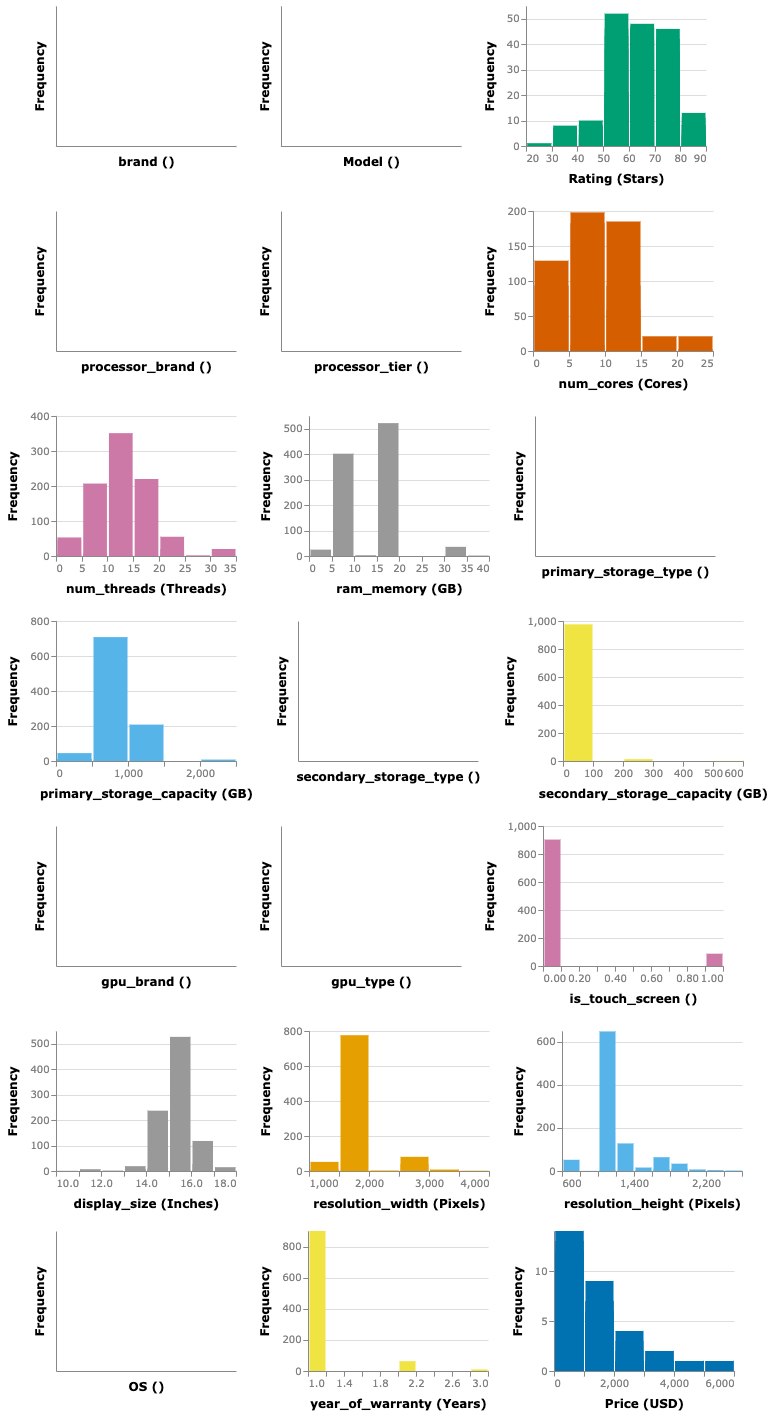 Frequency
brand ()
Frequency
Model ()
Frequency
50
40
30
20
10
0
20 30 40 50 60 70 80 90
Rating (Stars)
Frequency
processor_brand ()
Frequency
processor_tier ()
Frequency
200
150
100
50
0
0 5 10 15 20 25
num_cores (Cores)
Frequency
400
300
200
100
0
0 5 10 15 20 25 30 35
num_threads (Threads)
Frequency
500
400
300
200
100
0
0 5 10 15 20 25 30 35 40
ram_memory (GB)
Frequency
primary_storage_type ()
Frequency
800
600
400
200
0
0 1,000 2,000
primary_storage_capacity (GB)
Frequency
secondary_storage_type ()
Frequency
1,000
800
600
400
200
0
0 100 200 300 400 500 600
secondary_storage_capacity (GB)
Frequency
gpu_brand ()
Frequency
gpu_type ()
Frequency
1,000
800
600
400
200
0
0.00 0.20 0.40 0.60 0.80 1.00
is_touch_screen ()
Frequency
500
400
300
200
100
0
10.0 12.0 14.0 16.0 18.0
display_size (Inches)
Frequency
800
600
400
200
0
1,000 2,000 3,000 4,000
resolution_width (Pixels)
Frequency
600
400
200
0
600 1,400 2,200
resolution_height (Pixels)
Frequency
OS ()
Frequency
800
600
400
200
0
1.0 1.4 1.8 2.2 2.6 3.0
year_of_warranty (Years)
Frequency
10
5
0
0 2,000 4,000 6,000
Price (USD)